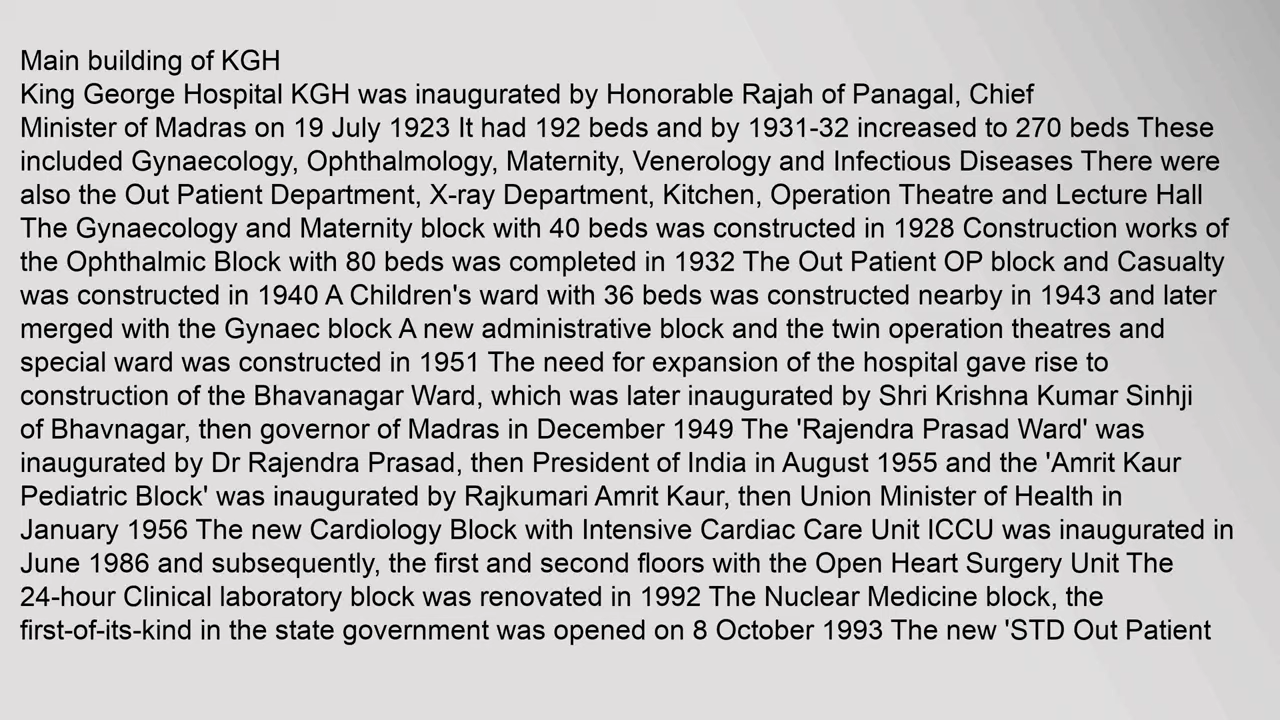 Main building of KGH
King George Hospital KGH was inaugurated by Honorable Rajah of Panagal, Chief
Minister of Madras on 19 July 1923 It had 192 beds and by 1931-32 increased to 270 beds These
included Gynaecology, Ophthalmology, Maternity, Venerology and Infectious Diseases There were
also the Out Patient Department, X-ray Department, Kitchen, Operation Theatre and Lecture Hall
The Gynaecology and Maternity block with 40 beds was constructed in 1928 Construction works of
the Ophthalmic Block with 80 beds was completed in 1932 The Out Patient OP block and Casualty
was constructed in 1940 A Children's ward with 36 beds was constructed nearby in 1943 and later
merged with the Gynaec block A new administrative block and the twin operation theatres and
special ward was constructed in 1951 The need for expansion of the hospital gave rise to
construction of the Bhavanagar Ward, which was later inaugurated by Shri Krishna Kumar Sinhji
of Bhavnagar, then governor of Madras in December 1949 The 'Rajendra Prasad Ward' was
inaugurated by Dr Rajendra Prasad, then President of India in August 1955 and the 'Amrit Kaur
Pediatric Block' was inaugurated by Rajkumari Amrit Kaur, then Union Minister of Health in
January 1956 The new Cardiology Block with Intensive Cardiac Care Unit ICCU was inaugurated in
June 1986 and subsequently, the first and second floors with the Open Heart Surgery Unit The
24-hour Clinical laboratory block was renovated in 1992 The Nuclear Medicine block, the
first-of-its-kind in the state government was opened on 8 October 1993 The new 'STD Out Patient